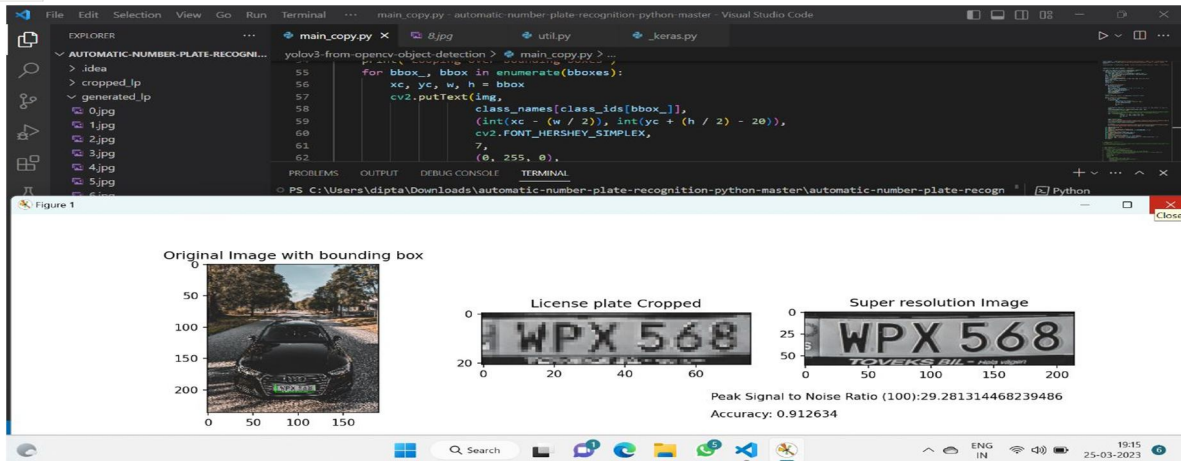 File Edit Selection View Go Run Terminal ··· main_copy.py - automatic-number-plate-recognition-python-master - Visual Studio Code
EXPLORER ···
main_copy.py × 8.jpg util.py _keras.py
AUTOMATIC-NUMBER-PLATE-RECOGNI...
yolov3-from-opencv-object-detection > main_copy.py > ...
> .idea
> cropped_lp
generated_lp
0.jpg
1.jpg
2.jpg
3.jpg
4.jpg
5.jpg
55 for bbox_, bbox in enumerate(bboxes):
56 xc, yc, w, h = bbox
57 cv2.putText(img,
58 class_names[class_ids[bbox_]],
59 (int(xc - (w / 2)), int(yc + (h / 2) - 20)),
60 cv2.FONT_HERSHEY_SIMPLEX,
61 7,
62 (0, 255, 0),
PROBLEMS OUTPUT DEBUG CONSOLE TERMINAL
PS C:\Users\dipta\Downloads\automatic-number-plate-recognition-python-master\automatic-number-plate-recogn
Python
Figure 1
Close
Original Image with bounding box
0
50
100
150
200
0 50 100 150
License plate Cropped
0
20
WPX 568
0 20 40 60
Super resolution Image
0
25
50
WPX 568
TOVEKS BIL - Hela vägen
0 50 100 150 200
Peak Signal to Noise Ratio (100):29.281314468239486
Accuracy: 0.912634
Search
ENG
IN
19:15
25-03-2023
6